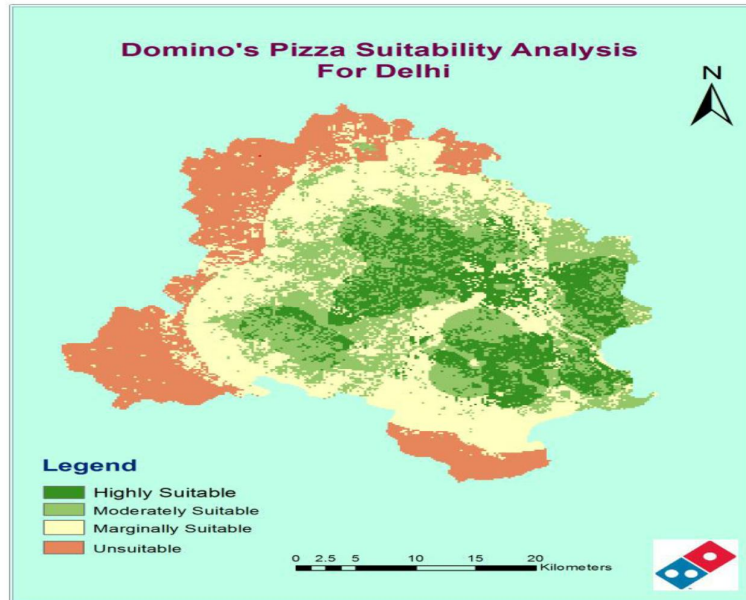 Domino's Pizza Suitability Analysis
For Delhi
N
Legend
Highly Suitable
Moderately Suitable
Marginally Suitable
Unsuitable
0 2.5 5 10 15 20
Kilometers